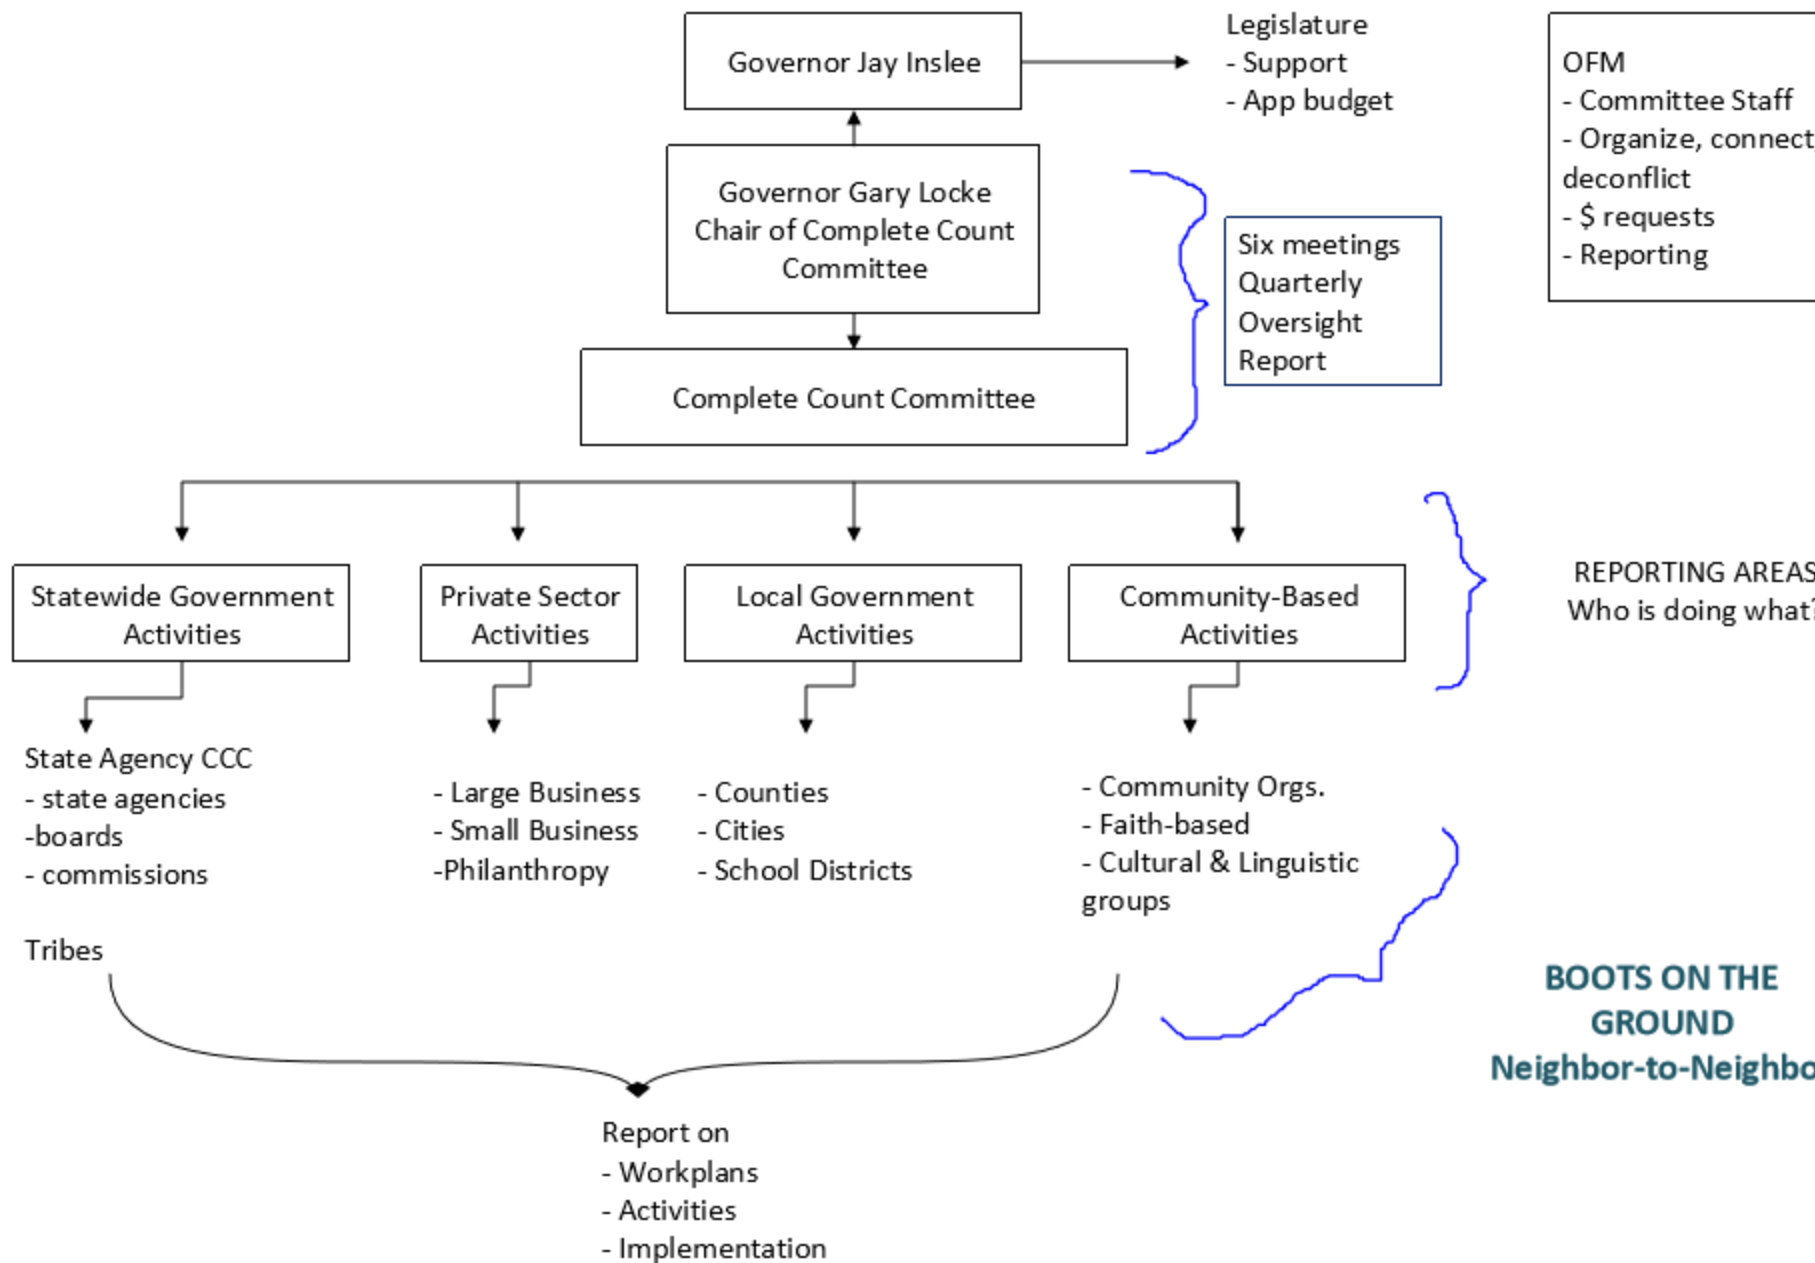 Governor Jay Inslee
Legislature
- Support
- App budget
OFM
- Committee Staff
- Organize, connect,
deconflict
- $ requests
- Reporting
Governor Gary Locke
Chair of Complete Count
Committee
Six meetings
Quarterly
Oversight
Report
Complete Count Committee
Statewide Government
Activities
Private Sector
Activities
Local Government
Activities
Community-Based
Activities
REPORTING AREAS
Who is doing what?
State Agency CCC
- state agencies
-boards
- commissions
Tribes
- Large Business
- Small Business
-Philanthropy
- Counties
- Cities
- School Districts
- Community Orgs.
- Faith-based
- Cultural & Linguistic
groups
BOOTS ON THE
GROUND
Neighbor-to-Neighbo
Report on
- Workplans
- Activities
- Implementation